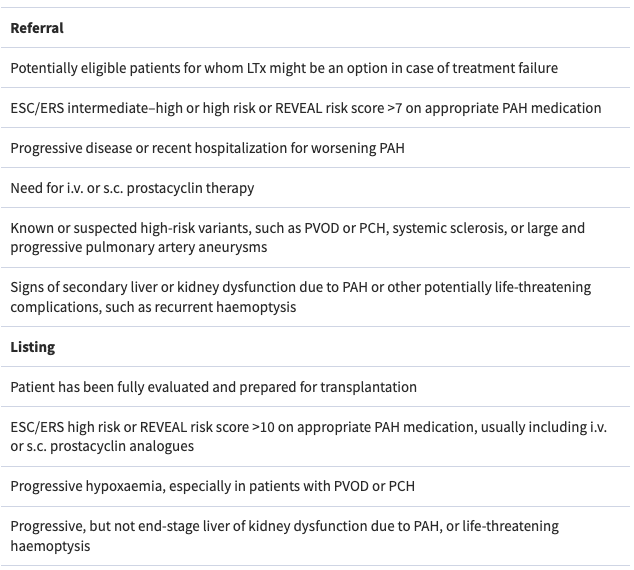 Referral
Potentially eligible patients for whom LTx might be an option in case of treatment failure
ESC/ERS intermediate–high or high risk or REVEAL risk score >7 on appropriate PAH medication
Progressive disease or recent hospitalization for worsening PAH
Need for i.v. or s.c. prostacyclin therapy
Known or suspected high-risk variants, such as PVOD or PCH, systemic sclerosis, or large and
progressive pulmonary artery aneurysms
Signs of secondary liver or kidney dysfunction due to PAH or other potentially life-threatening
complications, such as recurrent haemoptysis
Listing
Patient has been fully evaluated and prepared for transplantation
ESC/ERS high risk or REVEAL risk score >10 on appropriate PAH medication, usually including i.v.
or s.c. prostacyclin analogues
Progressive hypoxaemia, especially in patients with PVOD or PCH
Progressive, but not end-stage liver of kidney dysfunction due to PAH, or life-threatening
haemoptysis